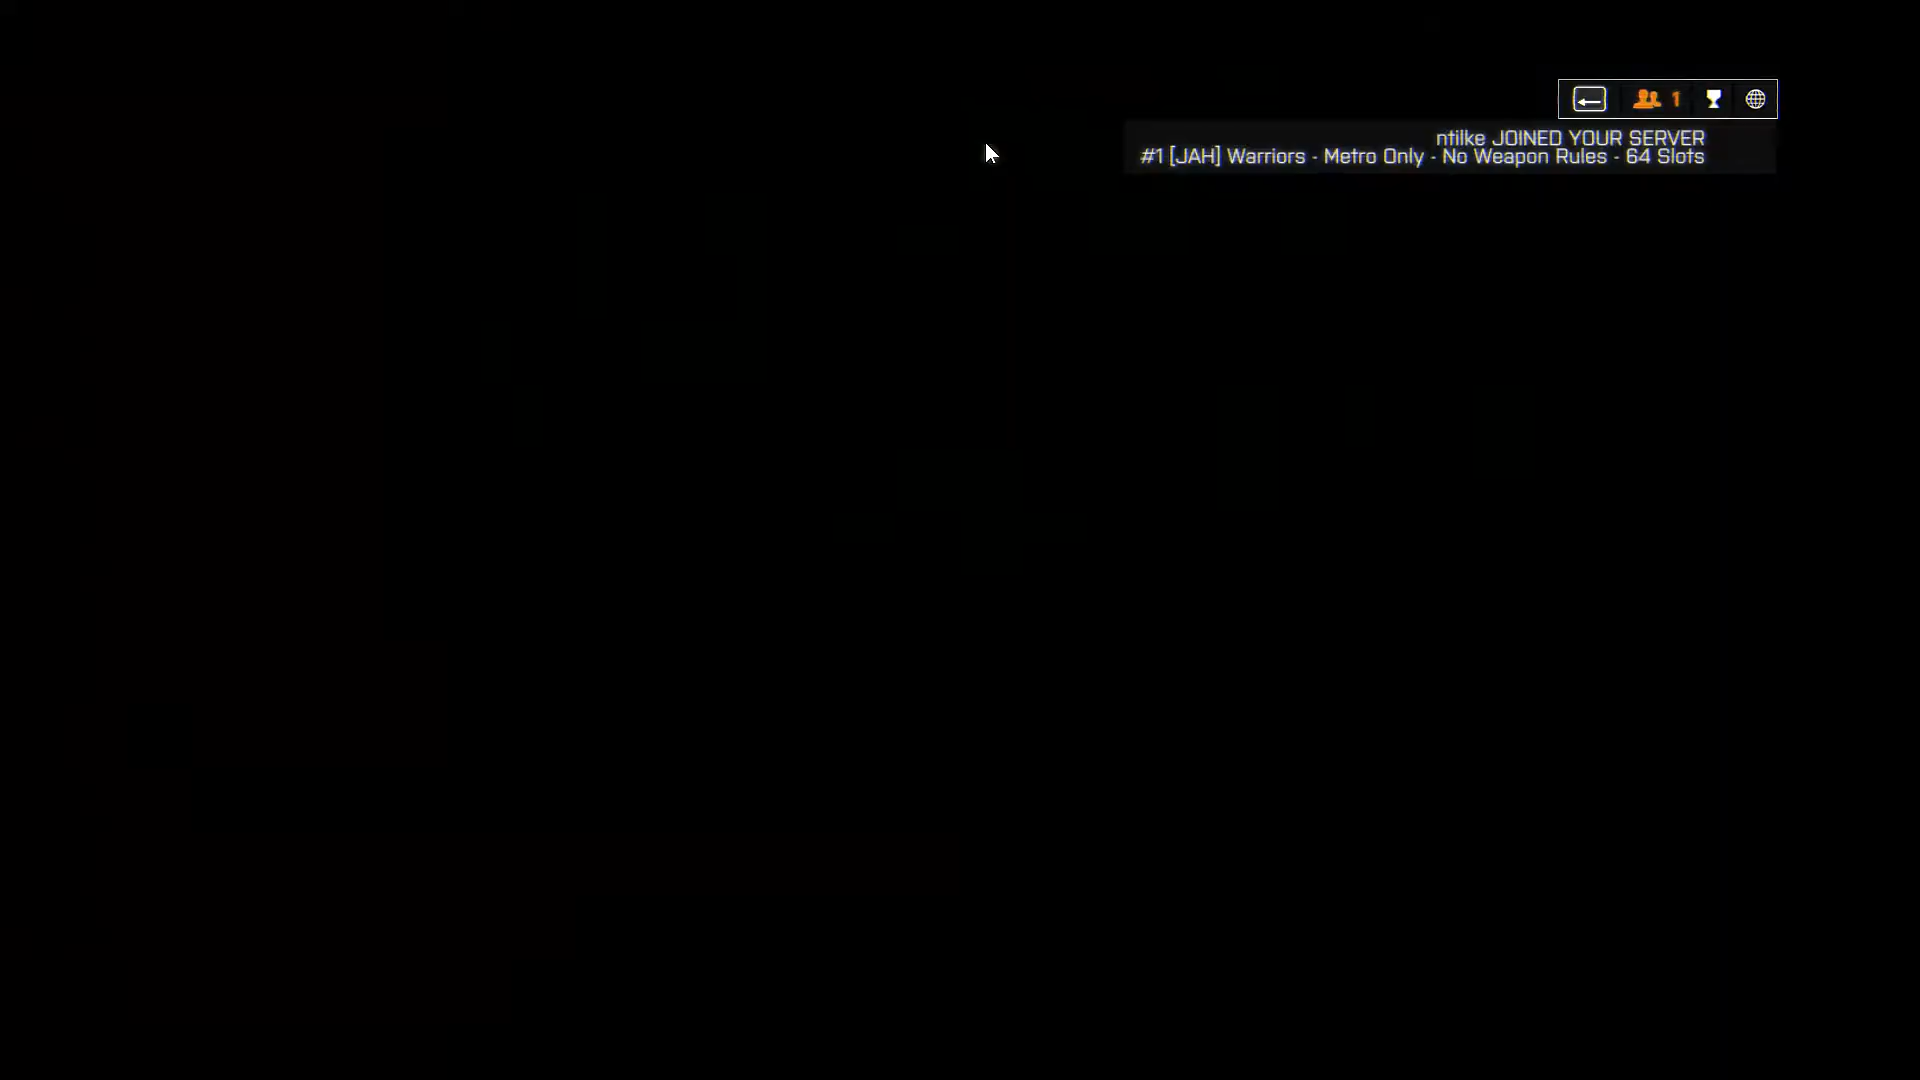 1
ntilke JOINED YOUR SERVER
#1 [JAH] Warriors - Metro Only - No Weapon Rules - 64 Slots